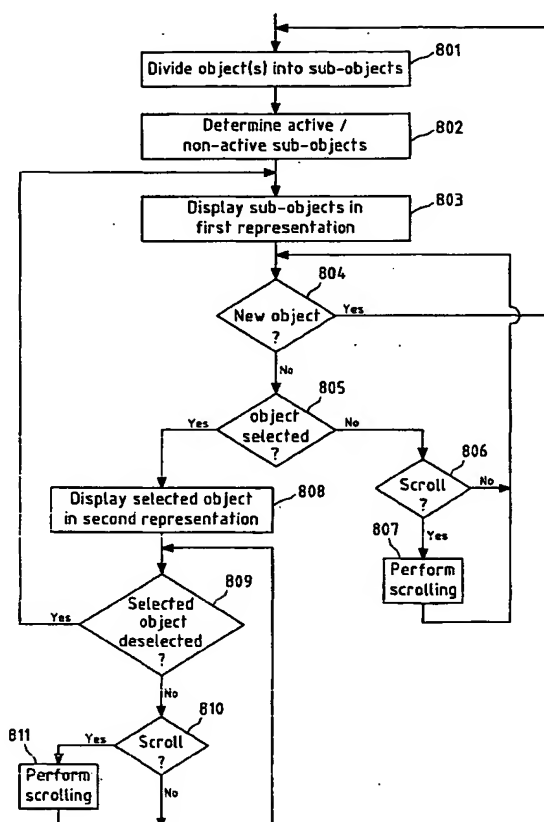 801
Divide object(s) into sub-objects
Determine active /
non-active sub-objects
802
Display sub-objects in
first representation
803
804
New object
?
Yes
No
805
object
selected
?
Yes
No
806
Scroll
?
No
Yes
807
Perform
scrolling
Display selected object
in second representation
808
809
Selected
object
deselected
?
Yes
No
810
Scroll
?
Yes
No
811
Perform
scrolling